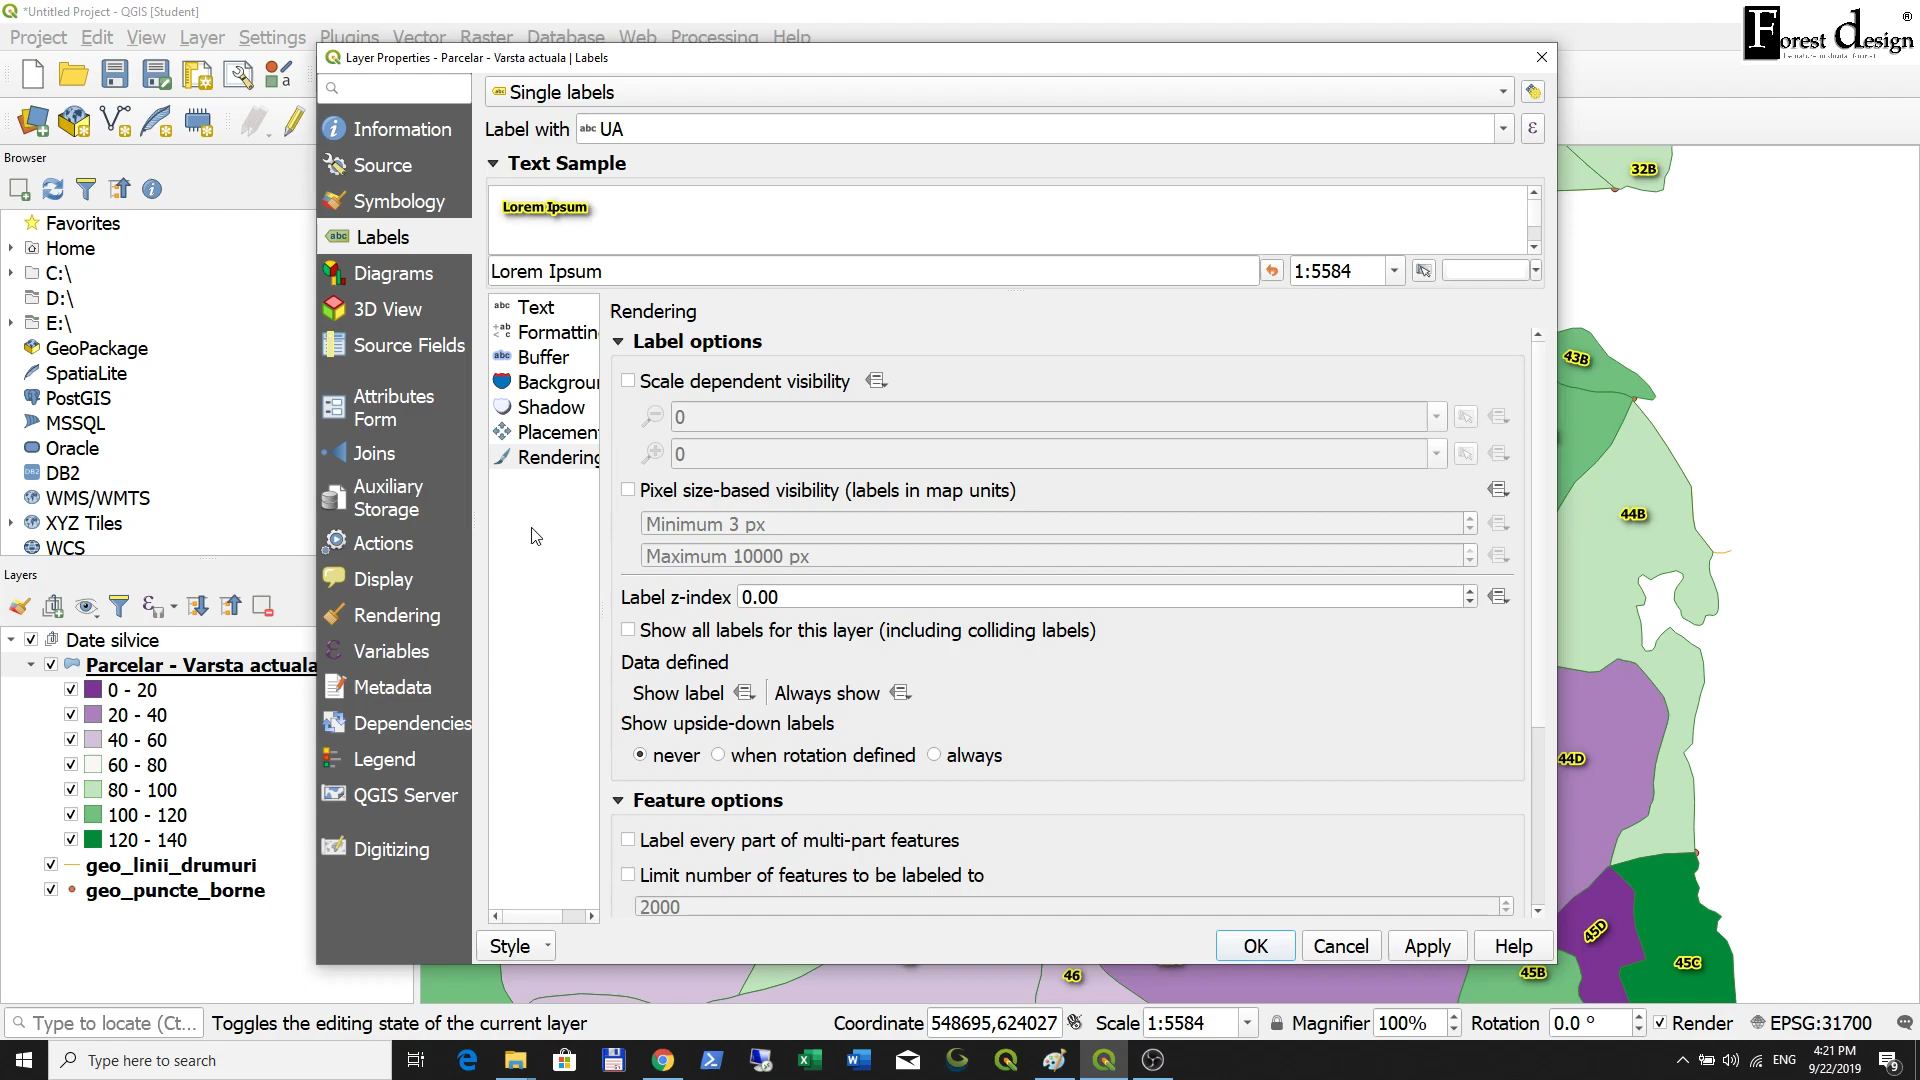 *Untitled Project - QGIS [Student]
Project Edit View Layer Settings Plugins Vector Raster Database Web Processing Help
Forest design ®
Layer Properties - Parcelar - Varsta actuala | Labels
Browser
Favorites
Home
C:\
D:\
E:\
GeoPackage
SpatiaLite
PostGIS
MSSQL
Oracle
DB2
DB2
WMS/WMTS
XYZ Tiles
WCS
Layers
Date silvice
Parcelar - Varsta actuala
0 - 20
20 - 40
40 - 60
60 - 80
80 - 100
100 - 120
120 - 140
geo_linii_drumuri
geo_puncte_borne
Information
Source
Symbology
abc Labels
Diagrams
3D View
Source Fields
Attributes
Form
Joins
Auxiliary
Storage
Actions
Display
Rendering
Variables
Metadata
Dependencies
Legend
QGIS Server
Digitizing
abc Single labels
Label with abc UA ε
Text Sample
Lorem Ipsum
Lorem Ipsum
1:5584
abc Text
+ab
< c Formatting
abc Buffer
Backgrou
Shadow
Placemen
Rendering
Rendering
Label options
Scale dependent visibility
0
0
Pixel size-based visibility (labels in map units)
Minimum 3 px
Maximum 10000 px
Label z-index 0.00
Show all labels for this layer (including colliding labels)
Data defined
Show label Always show
Show upside-down labels
never when rotation defined always
Feature options
Label every part of multi-part features
Limit number of features to be labeled to
2000
Style
OK Cancel Apply Help
32B
43B
44B
44D
45D
45C
45B
46
Type to locate (Ct... Toggles the editing state of the current layer Coordinate 548695,624027 Scale 1:5584 Magnifier 100% Rotation 0.0 ° Render EPSG:31700
Type here to search
ENG
4:21 PM
9/22/2019
9